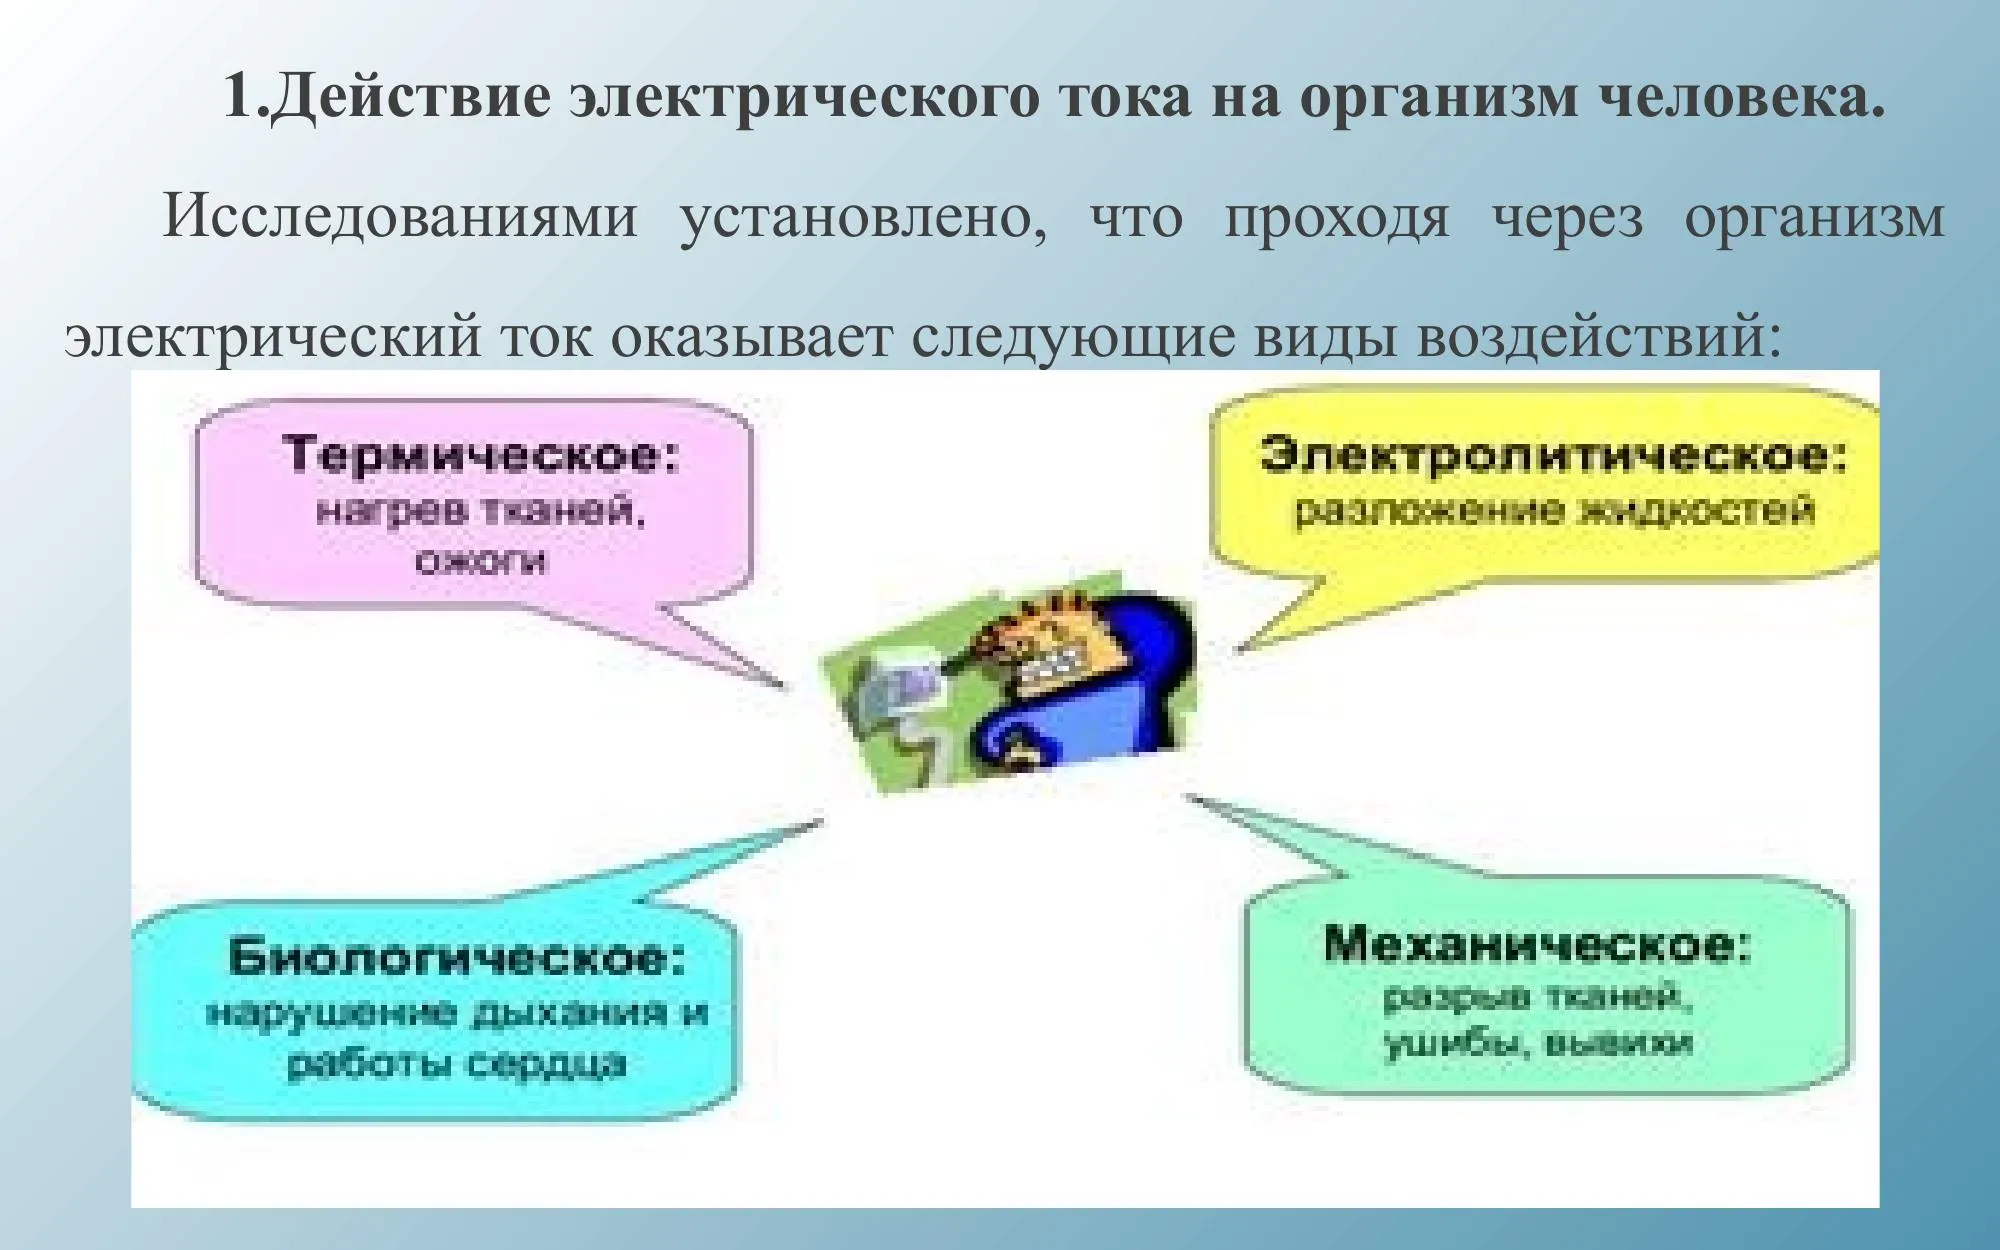 1.Действие электрического тока на организм человека.
Исследованиями установлено, что проходя через организм
электрический ток оказывает следующие виды воздействий:
Термическое:
нагрев тканей,
ожоги
Электролитическое:
разложение жидкостей
Биологическое:
нарушение дыхания и
работы сердца
Механическое:
разрыв тканей,
ушибы, вывихи